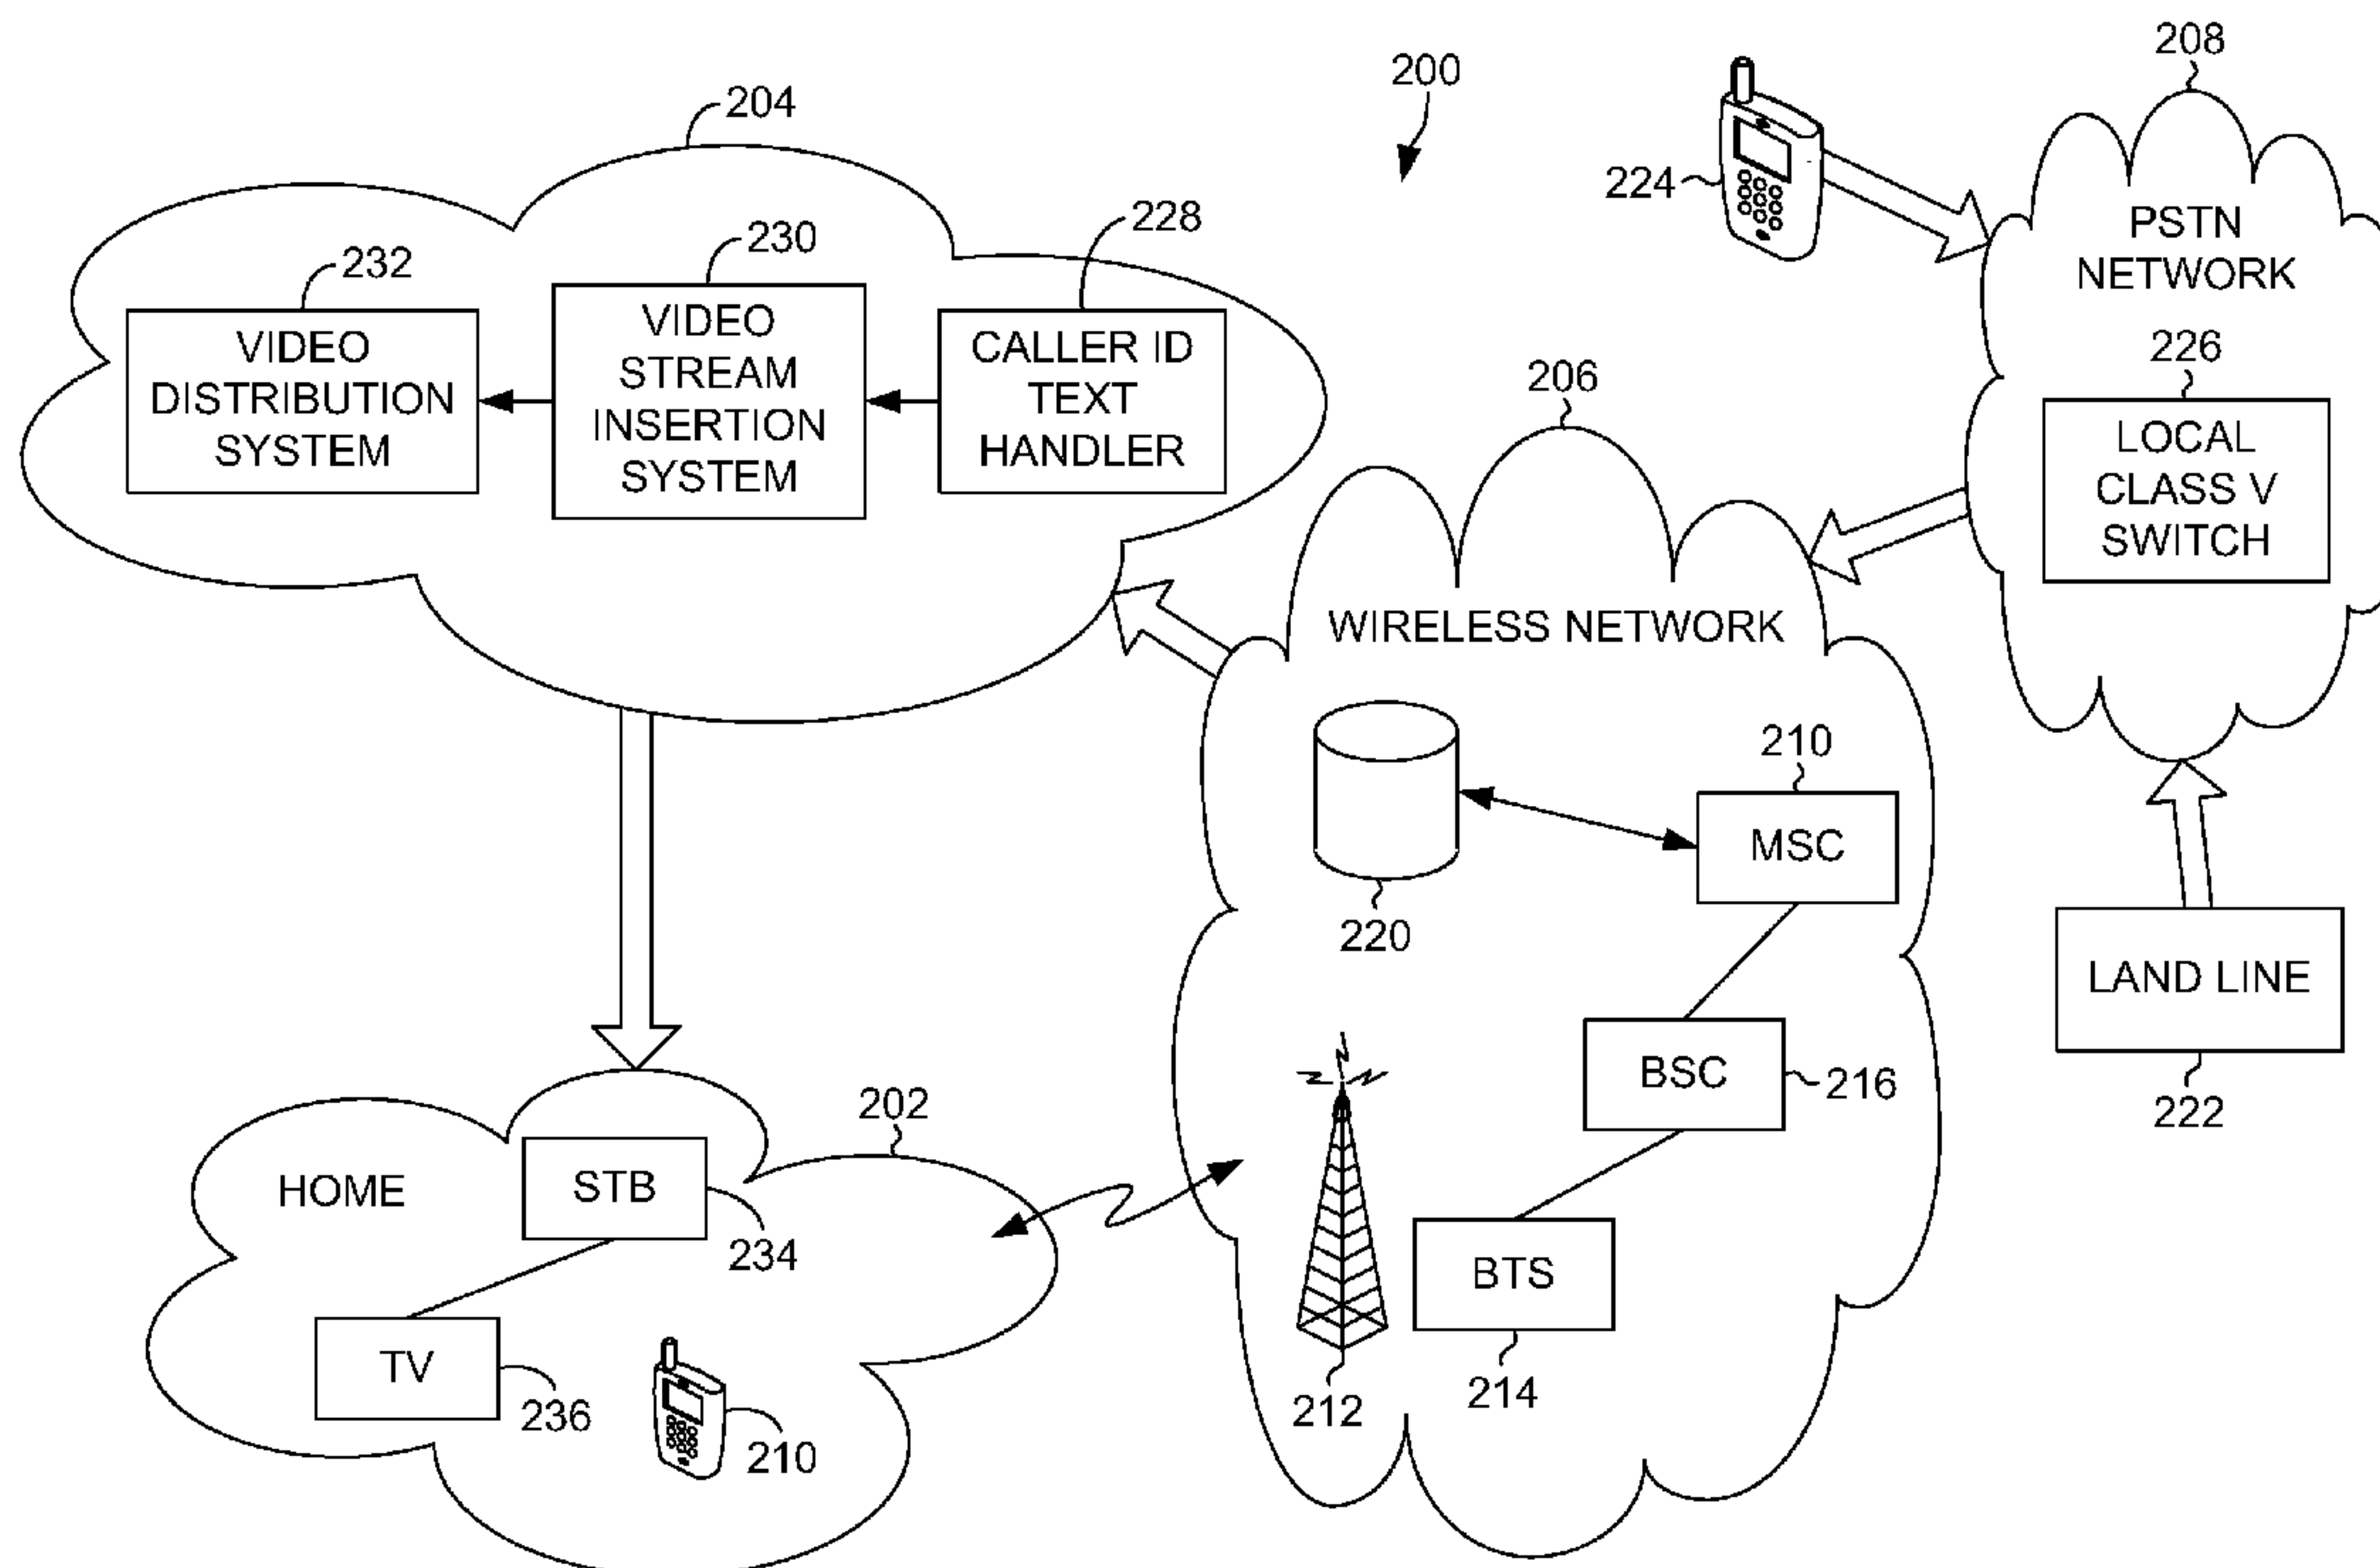 200
208
204
224
PSTN
NETWORK
232
230
228
VIDEO
DISTRIBUTION
SYSTEM
VIDEO
STREAM
INSERTION
SYSTEM
CALLER ID
TEXT
HANDLER
226
LOCAL
CLASS V
SWITCH
206
WIRELESS NETWORK
220
210
MSC
BSC
216
BTS
214
212
LAND LINE
222
202
HOME
STB
234
TV
236
210